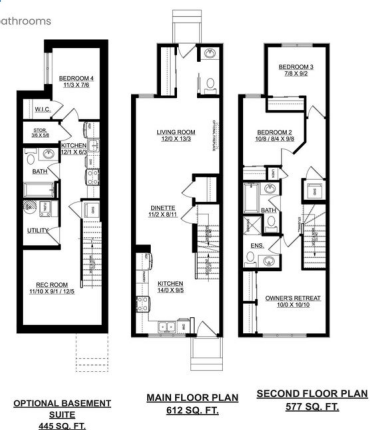 bathrooms
BEDROOM 4
11/3 X 7/6
W.I.C.
STOR.
3/6 X 5/6
KITCHEN
12/1 X 6/3
BATH
UTILITY
REC ROOM
11/10 X 9/1 / 12/5
OPTIONAL BASEMENT
SUITE
445 SQ. FT.
LIVING ROOM
12/0 X 13/3
DINETTE
11/2 X 8/11
KITCHEN
14/0 X 9/5
MAIN FLOOR PLAN
612 SQ. FT.
BEDROOM 3
7/8 X 9/2
BEDROOM 2
10/8 / 8/4 X 9/8
BATH
ENS.
OWNER'S RETREAT
10/0 X 10/10
SECOND FLOOR PLAN
577 SQ. FT.